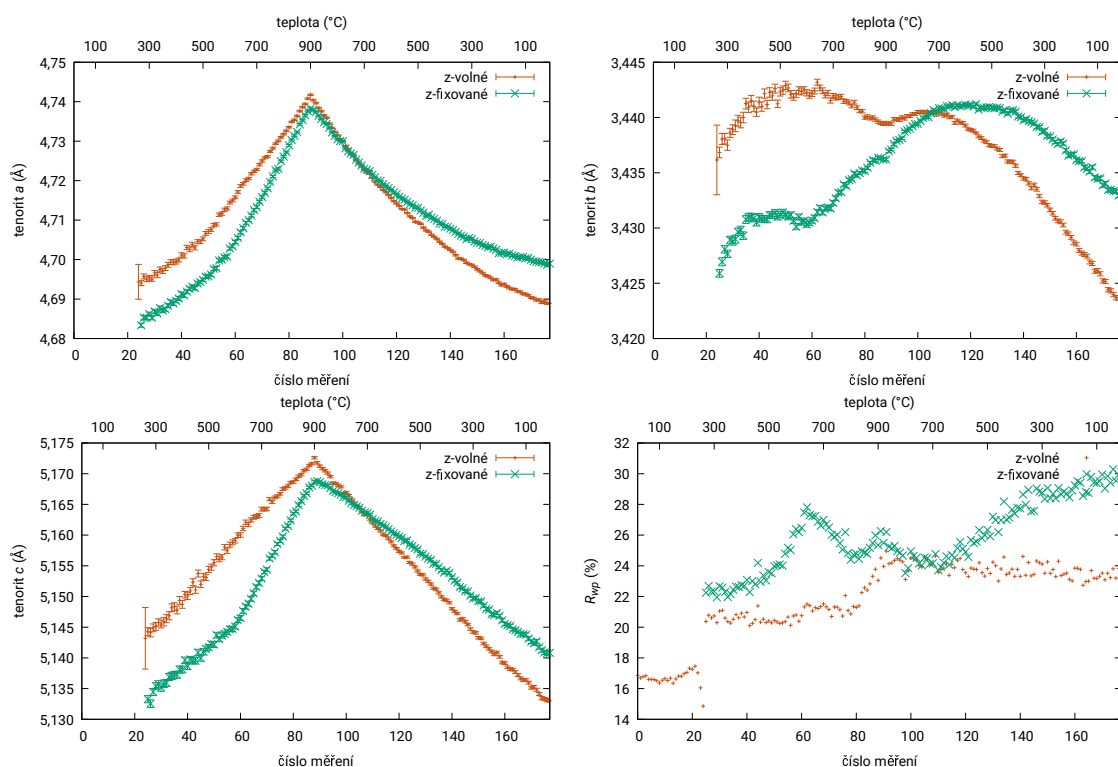 teplota (°C)
100 300 500 700 900 700 500 300 100
4,75
4,74
4,73
4,72
4,71
4,70
4,69
4,68
tenorit a (Å)
z-volné
z-fixované
0 20 40 60 80 100 120 140 160
číslo měření
teplota (°C)
100 300 500 700 900 700 500 300 100
3,445
3,440
3,435
3,430
3,425
3,420
tenorit b (Å)
z-volné
z-fixované
0 20 40 60 80 100 120 140 160
číslo měření
teplota (°C)
100 300 500 700 900 700 500 300 100
5,175
5,170
5,165
5,160
5,155
5,150
5,145
5,140
5,135
5,130
tenorit c (Å)
z-volné
z-fixované
0 20 40 60 80 100 120 140 160
číslo měření
teplota (°C)
100 300 500 700 900 700 500 300 100
32
30
28
26
24
22
20
18
16
14
Rwp (%)
z-volné
z-fixované
0 20 40 60 80 100 120 140 160
číslo měření